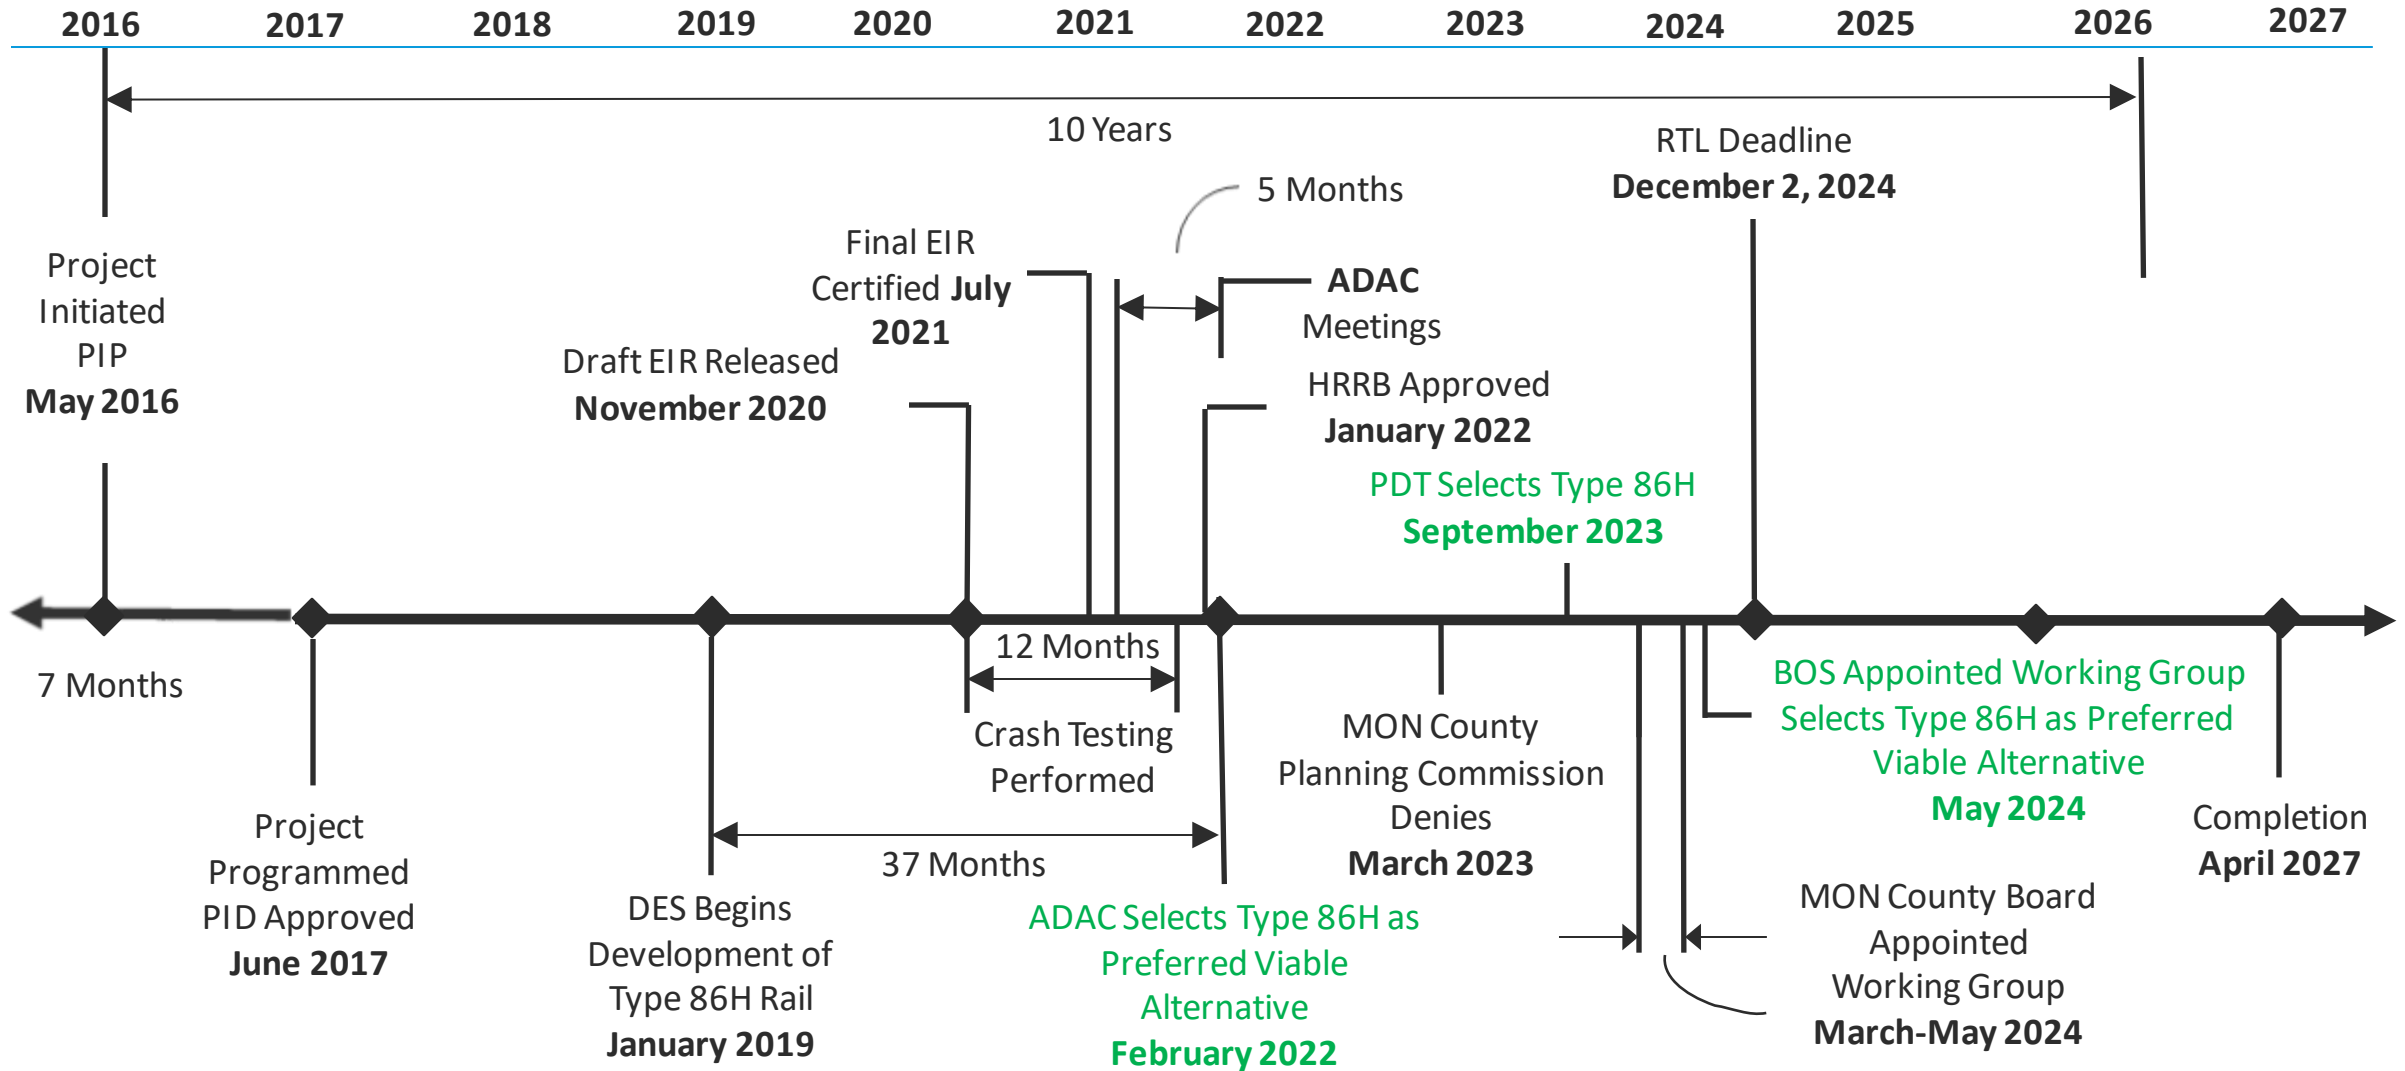 2016 2017 2018 2019 2020 2021 2022 2023 2024 2025 2026 2027
10 Years
RTL Deadline
December 2, 2024
5 Months
Final EIR
Certified July
2021
ADAC
Meetings
Project
Initiated
PIP
May 2016
Draft EIR Released
November 2020
HRRB Approved
January 2022
PDT Selects Type 86H
September 2023
7 Months
12 Months
Crash Testing
Performed
37 Months
Project
Programmed
PID Approved
June 2017
DES Begins
Development of
Type 86H Rail
January 2019
ADAC Selects Type 86H as
Preferred Viable
Alternative
February 2022
MON County
Planning Commission
Denies
March 2023
BOS Appointed Working Group
Selects Type 86H as Preferred
Viable Alternative
May 2024
MON County Board
Appointed
Working Group
March-May 2024
Completion
April 2027